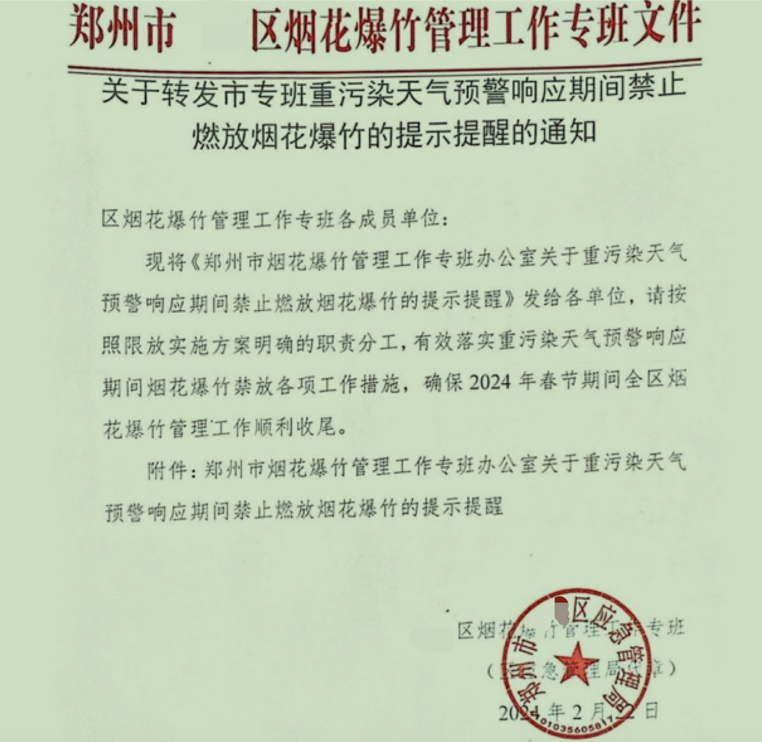 郑州市 区烟花爆竹管理工作专班文件
关于转发市专班重污染天气预警响应期间禁止
燃放烟花爆竹的提示提醒的通知
区烟花爆竹管理工作专班各成员单位：
现将《郑州市烟花爆竹管理工作专班办公室关于重污染天气
预警响应期间禁止燃放烟花爆竹的提示提醒》发给各单位，请按
照限放实施方案明确的职责分工，有效落实重污染天气预警响应
期间烟花爆竹禁放各项工作措施，确保2024年春节期间全区烟
花爆竹管理工作顺利收尾。
附件：郑州市烟花爆竹管理工作专班办公室关于重污染天气
预警响应期间禁止燃放烟花爆竹的提示提醒
区烟花 管理工作专班
（区应急管理局代章）
2024年2月22日
郑州市 区应急管理局